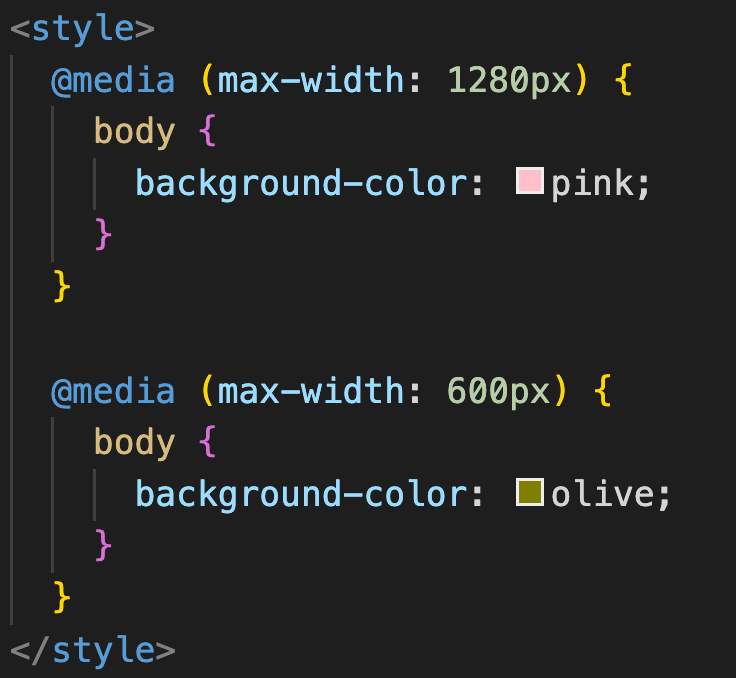 <style>
  @media (max-width: 1280px) {
    body {
      background-color: pink;
    }
  }

  @media (max-width: 600px) {
    body {
      background-color: olive;
    }
  }
</style>